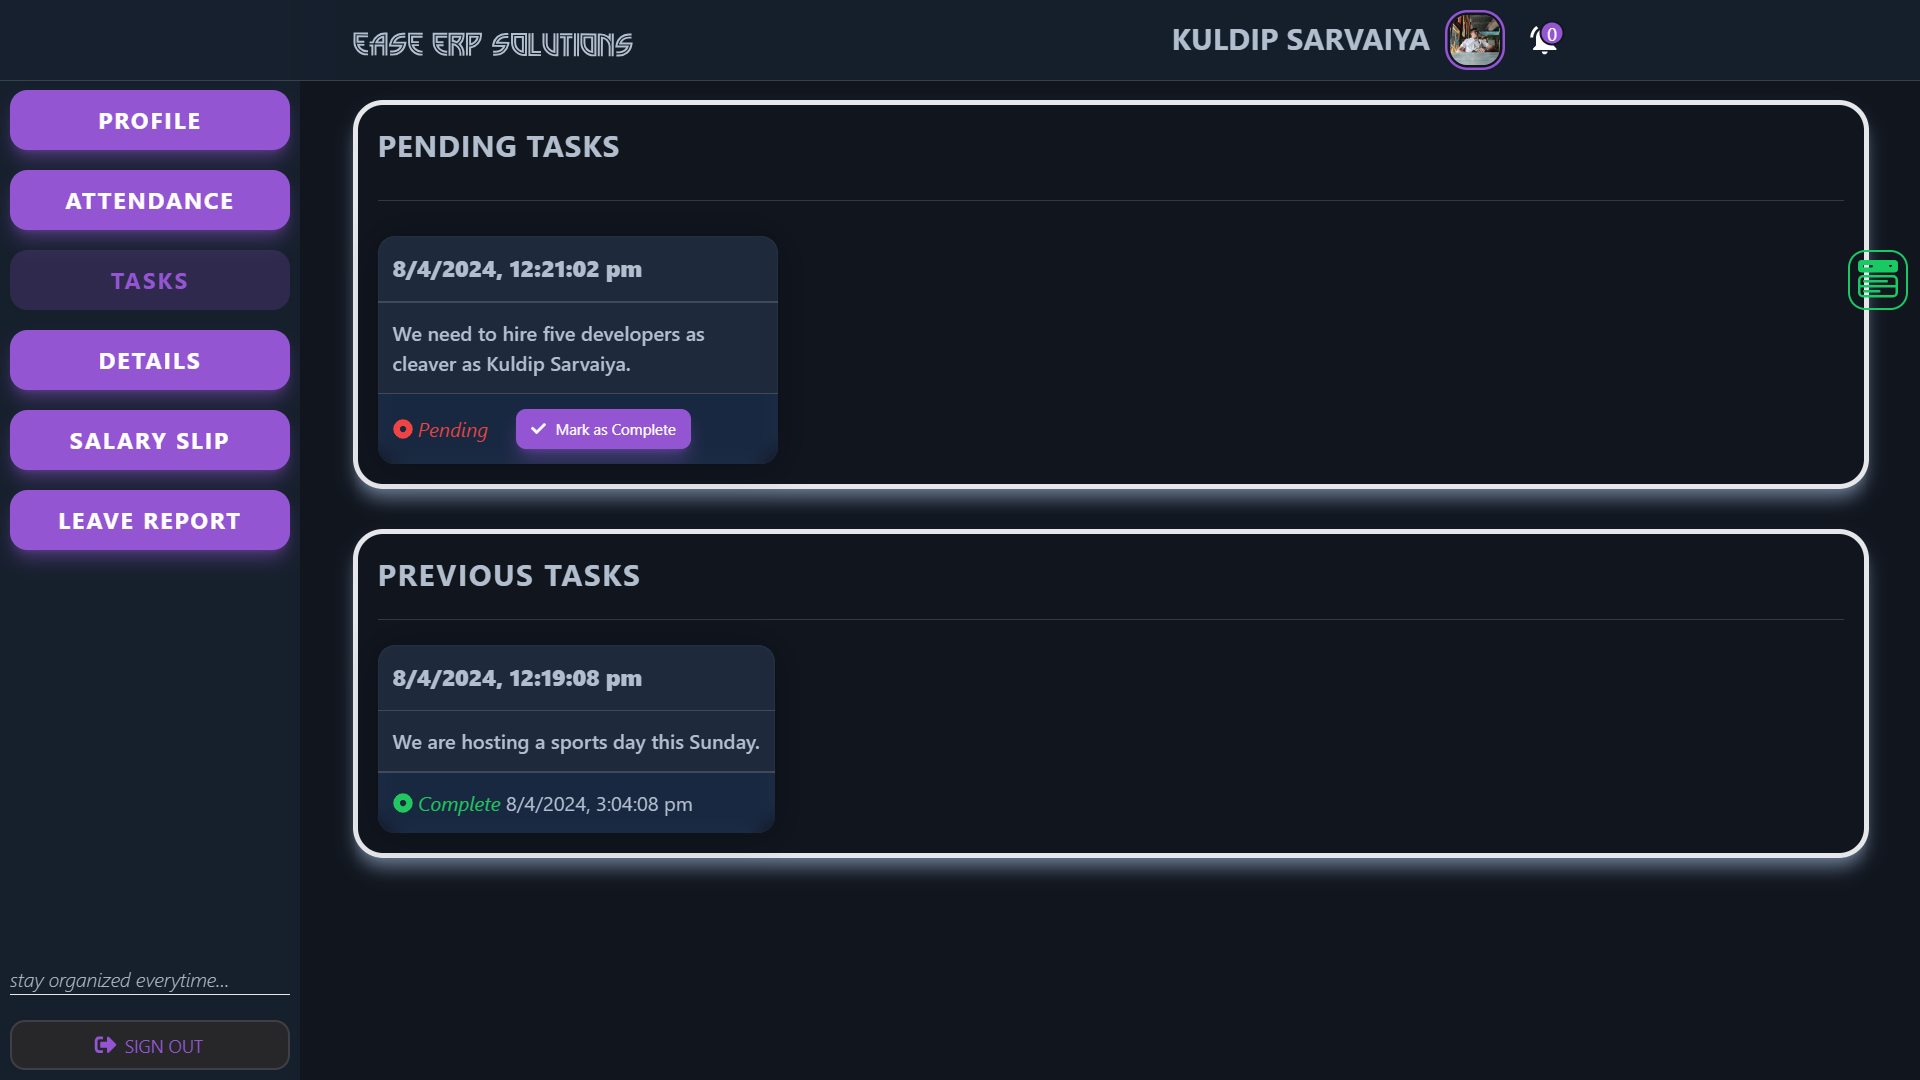 EASE ERP SOLUTIONS
KULDIP SARVAIYA
0
PROFILE
ATTENDANCE
TASKS
DETAILS
SALARY SLIP
LEAVE REPORT
stay organized everytime...
SIGN OUT
PENDING TASKS
8/4/2024, 12:21:02 pm
We need to hire five developers as
cleaver as Kuldip Sarvaiya.
Pending
Mark as Complete
PREVIOUS TASKS
8/4/2024, 12:19:08 pm
We are hosting a sports day this Sunday.
Complete 8/4/2024, 3:04:08 pm